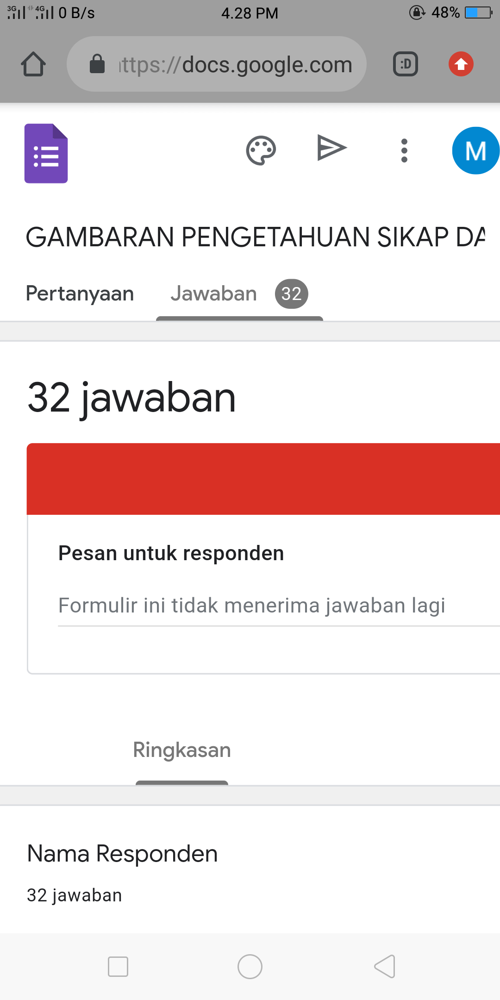 3G 4G 0 B/s 4.28 PM 48%
ttps://docs.google.com :D
M
GAMBARAN PENGETAHUAN SIKAP DA
Pertanyaan Jawaban 32
32 jawaban
Pesan untuk responden
Formulir ini tidak menerima jawaban lagi
Ringkasan
Nama Responden
32 jawaban